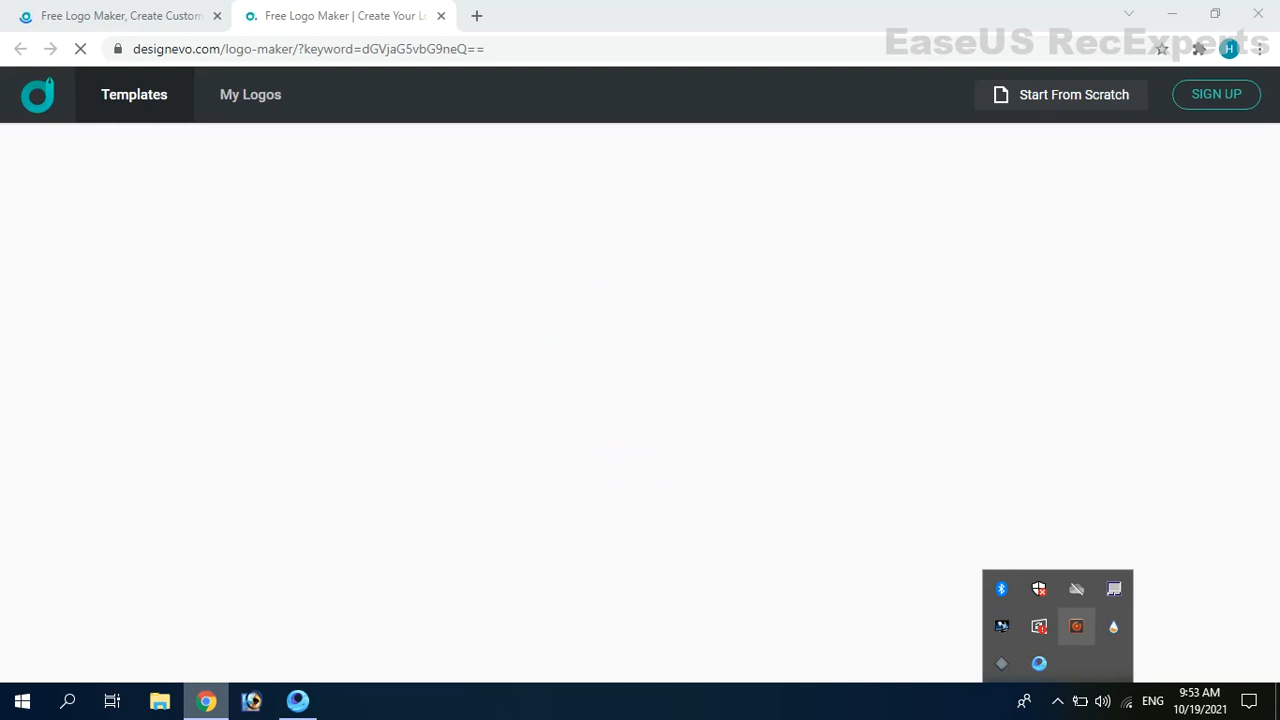 Free Logo Maker, Create Custom
Free Logo Maker | Create Your Lo
designevo.com/logo-maker/?keyword=dGVjaG5vbG9neQ==
EaseUS RecExperts
H
Templates
My Logos
Start From Scratch
SIGN UP
ENG
9:53 AM
10/19/2021